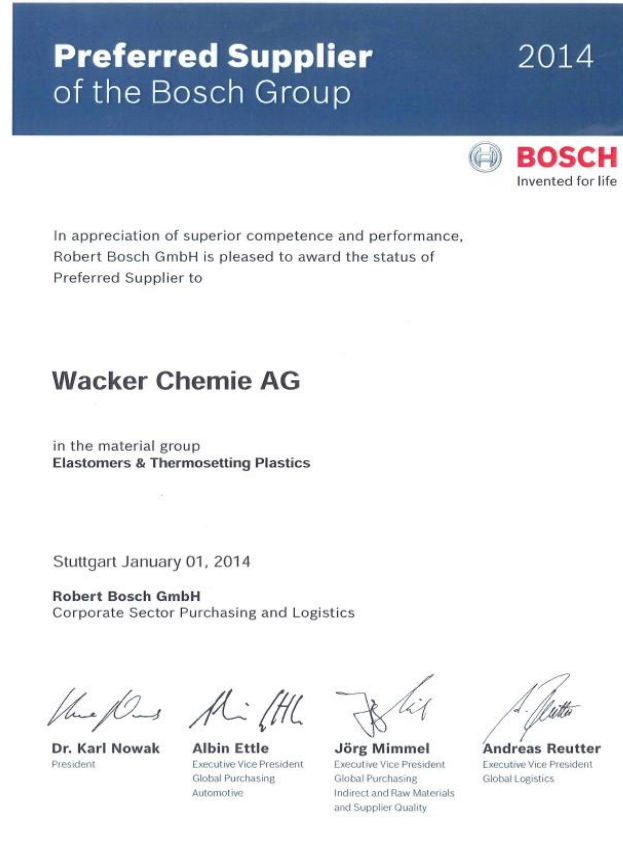 Preferred Supplier 2014
of the Bosch Group
BOSCH
Invented for life
In appreciation of superior competence and performance,
Robert Bosch GmbH is pleased to award the status of
Preferred Supplier to
Wacker Chemie AG
in the material group
Elastomers & Thermosetting Plastics
Stuttgart January 01, 2014
Robert Bosch GmbH
Corporate Sector Purchasing and Logistics
Dr. Karl Nowak
President
Albin Ettle
Executive Vice President
Global Purchasing
Automotive
Jörg Mimmel
Executive Vice President
Global Purchasing
Indirect and Raw Materials
and Supplier Quality
Andreas Reutter
Executive Vice President
Global Logistics